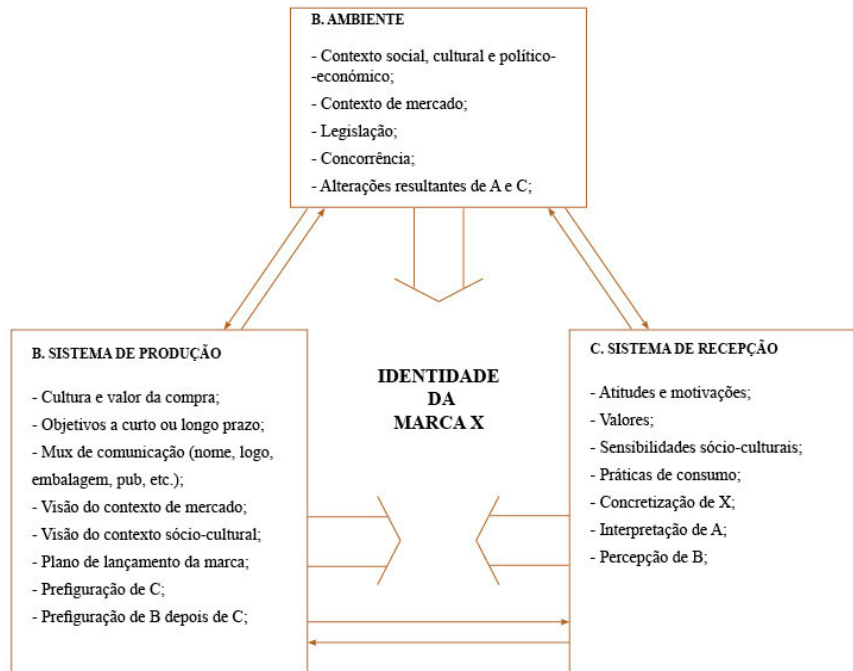 B. AMBIENTE
- Contexto social, cultural e político-
-económico;
- Contexto de mercado;
- Legislação;
- Concorrência;
- Alterações resultantes de A e C;
B. SISTEMA DE PRODUÇÃO
- Cultura e valor da compra;
- Objetivos a curto ou longo prazo;
- Mux de comunicação (nome, logo,
embalagem, pub, etc.);
- Visão do contexto de mercado;
- Visão do contexto sócio-cultural;
- Plano de lançamento da marca;
- Prefiguração de C;
- Prefiguração de B depois de C;
IDENTIDADE
DA
MARCA X
C. SISTEMA DE RECEPÇÃO
- Atitudes e motivações;
- Valores;
- Sensibilidades sócio-culturais;
- Práticas de consumo;
- Concretização de X;
- Interpretação de A;
- Percepção de B;